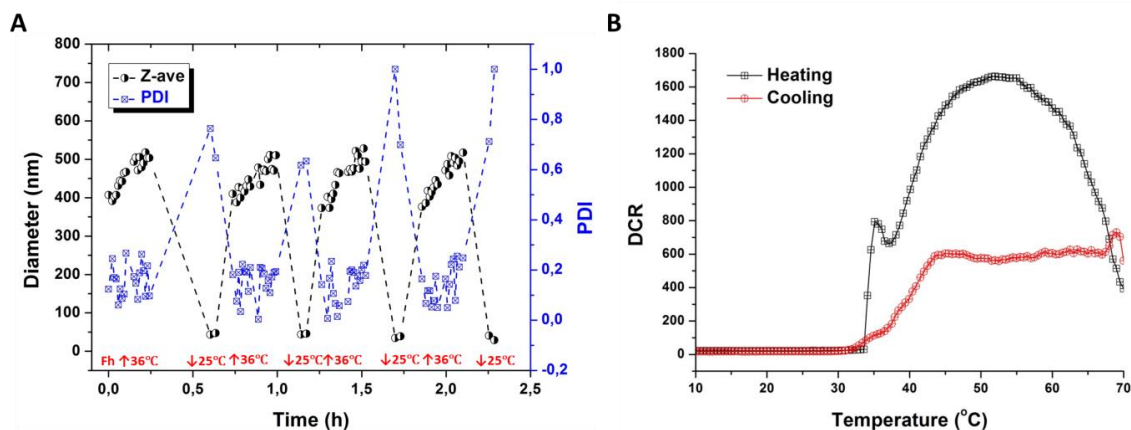 A
800
700
600
500
400
300
200
100
0
Diameter (nm)
Z-ave
PDI
Fh ↑36°C ↓25°C ↑36°C ↓25°C ↑36°C ↓25°C ↑36°C ↓25°C
0,0 0,5 1,0 1,5 2,0 2,5
Time (h)
1,0
0,8
0,6
0,4
0,2
0,0
-0,2
PDI
B
1800
1600
1400
1200
1000
800
600
400
200
0
DCR
Heating
Cooling
10 20 30 40 50 60 70
Temperature (°C)